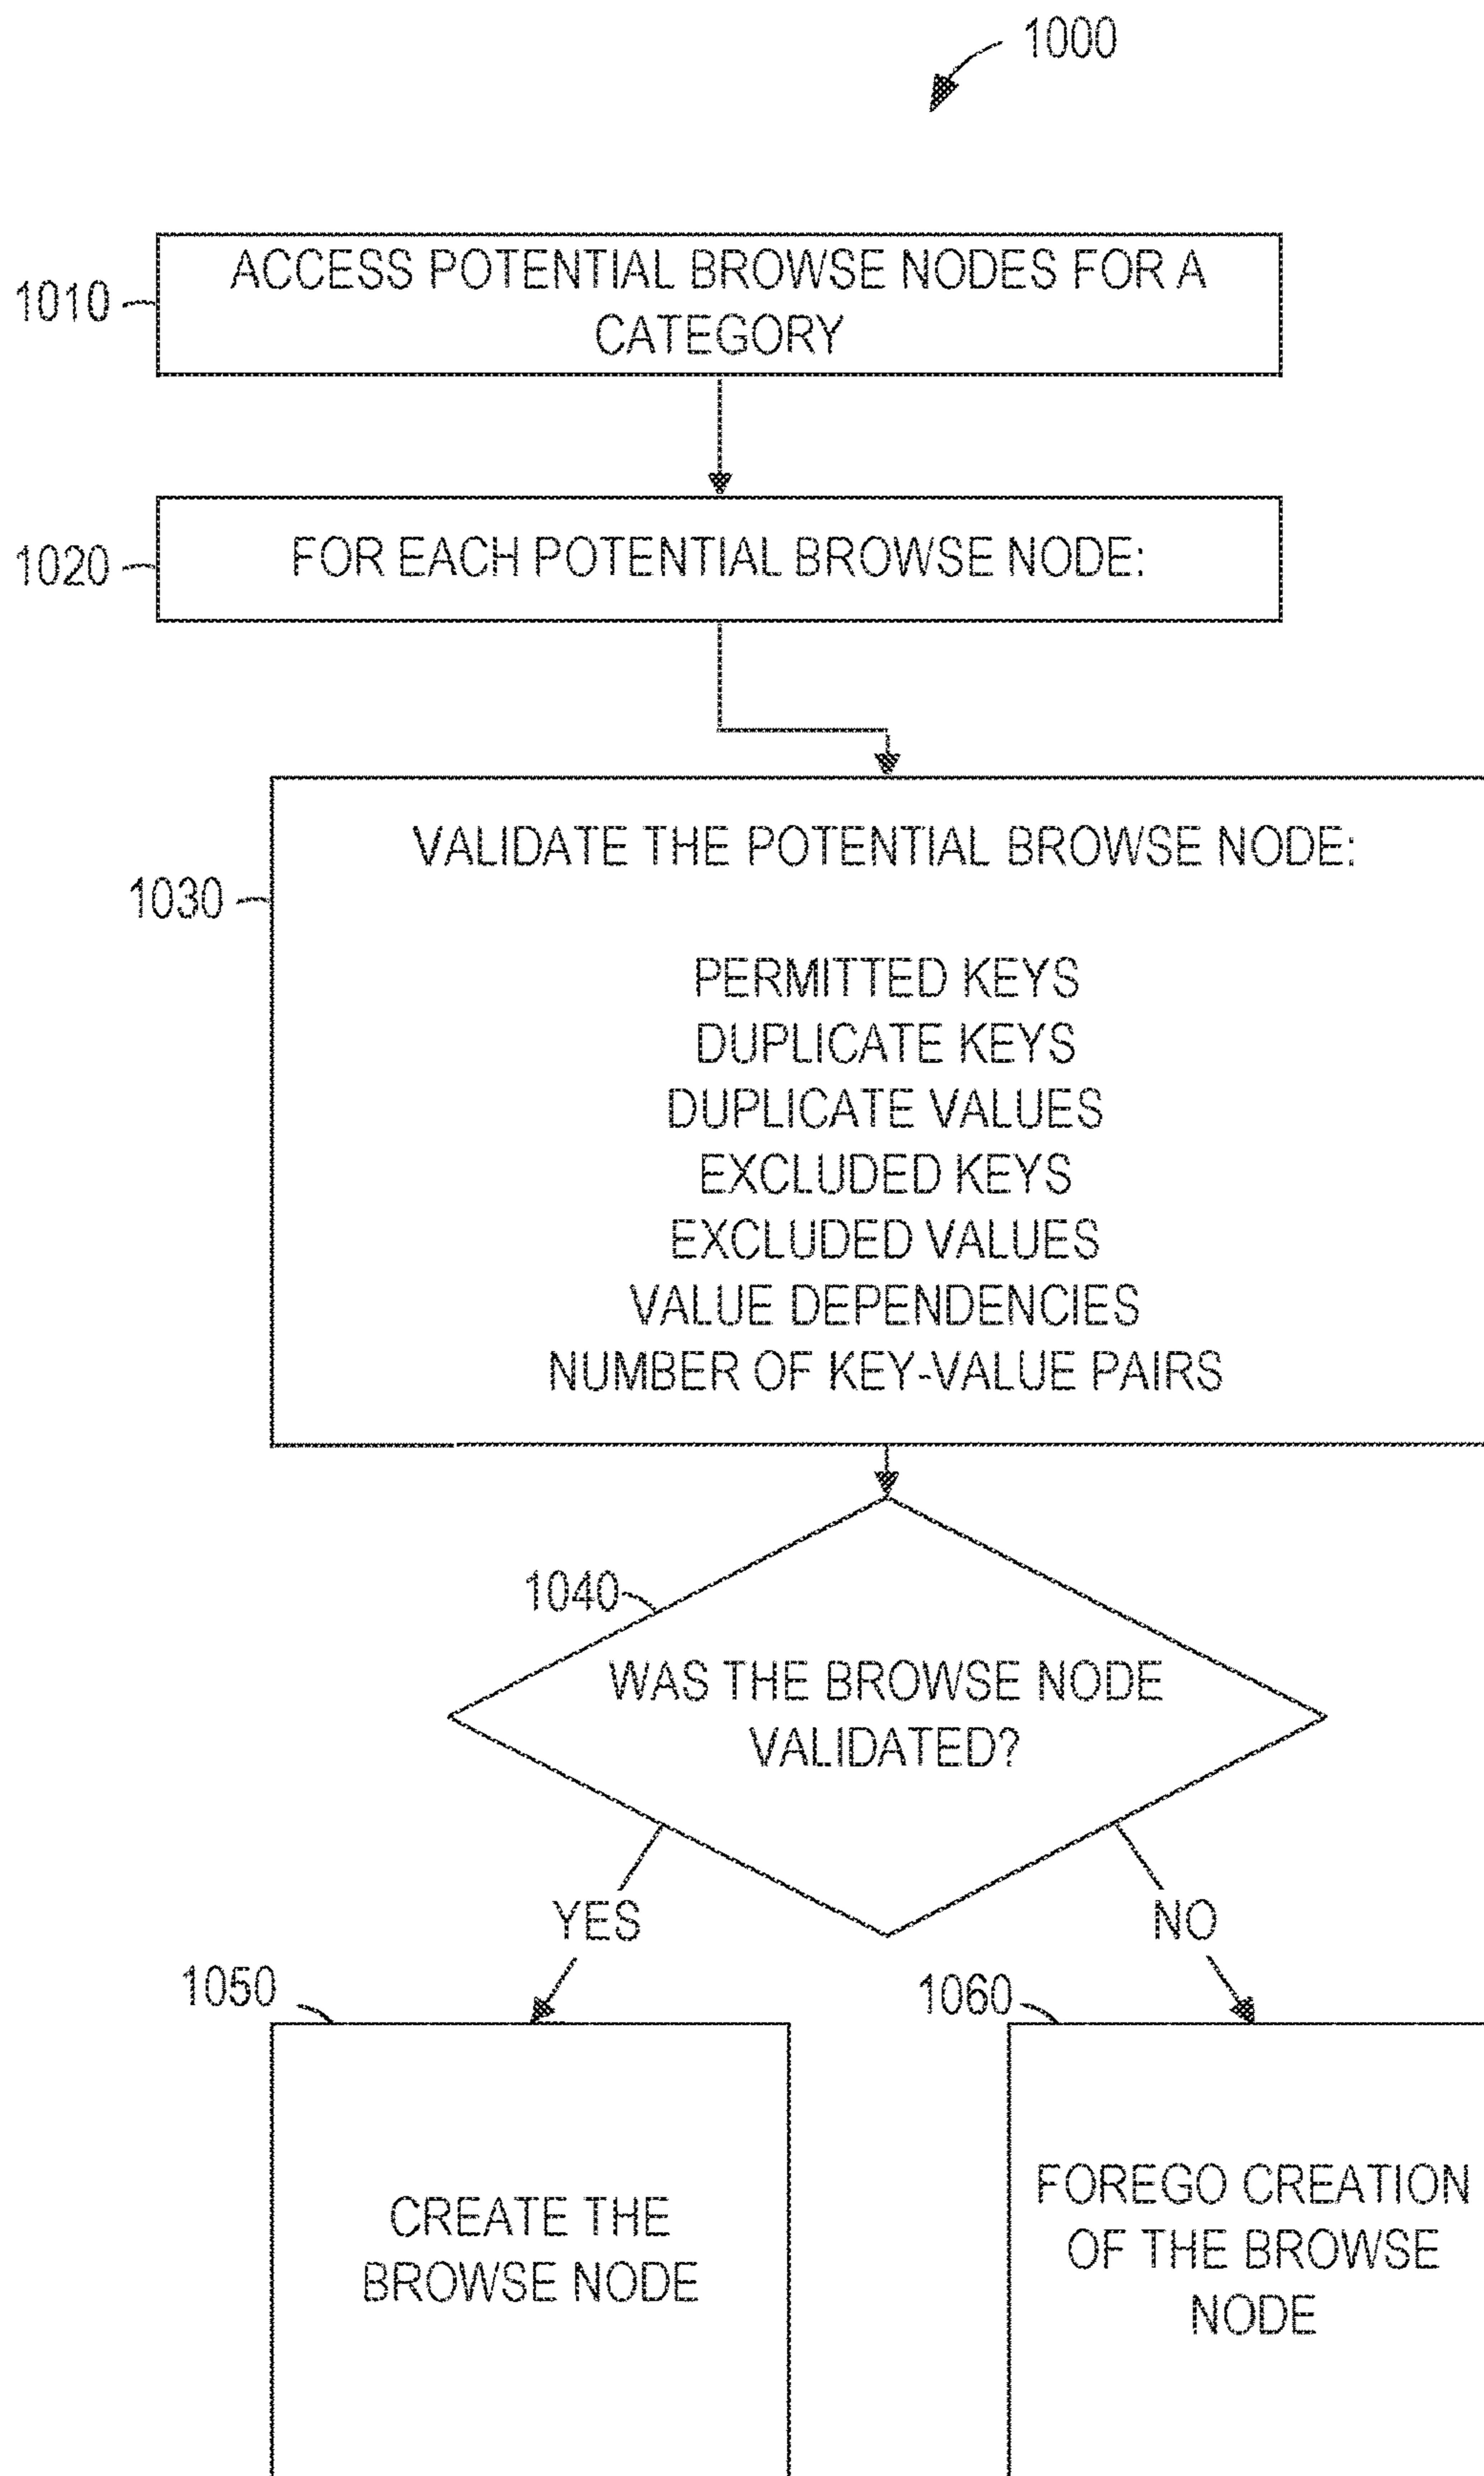 1000
1010
ACCESS POTENTIAL BROWSE NODES FOR A
CATEGORY
1020
FOR EACH POTENTIAL BROWSE NODE:
1030
VALIDATE THE POTENTIAL BROWSE NODE:
PERMITTED KEYS
DUPLICATE KEYS
DUPLICATE VALUES
EXCLUDED KEYS
EXCLUDED VALUES
VALUE DEPENDENCIES
NUMBER OF KEY-VALUE PAIRS
1040
WAS THE BROWSE NODE
VALIDATED?
YES
NO
1050
CREATE THE
BROWSE NODE
1060
FOREGO CREATION
OF THE BROWSE
NODE